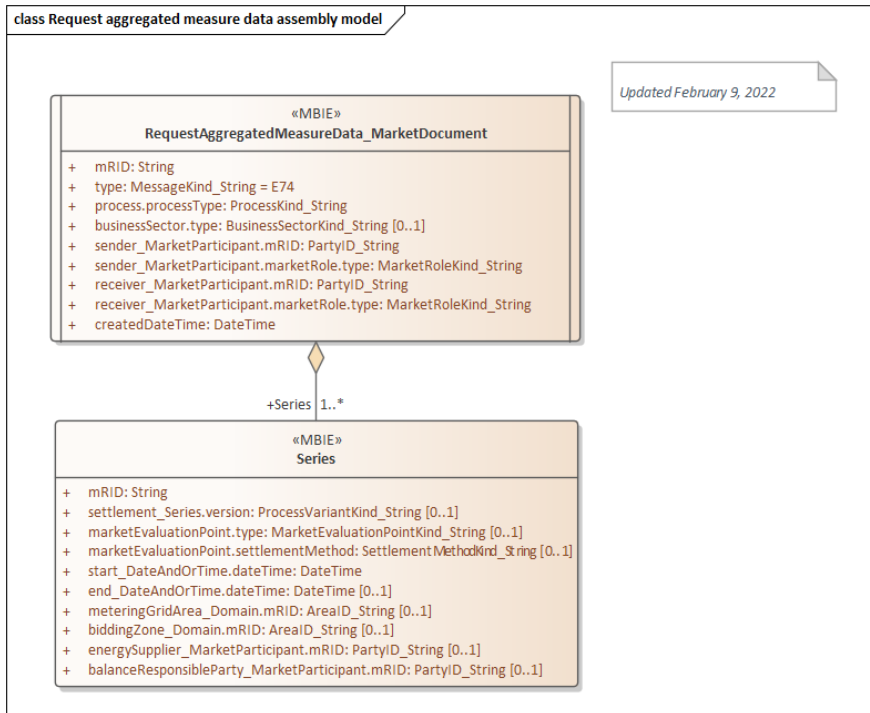 class Request aggregated measure data assembly model
Updated February 9, 2022
«MBIE»
RequestAggregatedMeasureData_MarketDocument
+ mRID: String
+ type: MessageKind_String = E74
+ process.processType: ProcessKind_String
+ businessSector.type: BusinessSectorKind_String [0..1]
+ sender_MarketParticipant.mRID: PartyID_String
+ sender_MarketParticipant.marketRole.type: MarketRoleKind_String
+ receiver_MarketParticipant.mRID: PartyID_String
+ receiver_MarketParticipant.marketRole.type: MarketRoleKind_String
+ createdDateTime: DateTime
+Series 1..*
«MBIE»
Series
+ mRID: String
+ settlement_Series.version: ProcessVariantKind_String [0..1]
+ marketEvaluationPoint.type: MarketEvaluationPointKind_String [0..1]
+ marketEvaluationPoint.settlementMethod: SettlementMethodKind_String [0..1]
+ start_DateAndOrTime.dateTime: DateTime
+ end_DateAndOrTime.dateTime: DateTime [0..1]
+ meteringGridArea_Domain.mRID: AreaID_String [0..1]
+ biddingZone_Domain.mRID: AreaID_String [0..1]
+ energySupplier_MarketParticipant.mRID: PartyID_String [0..1]
+ balanceResponsibleParty_MarketParticipant.mRID: PartyID_String [0..1]